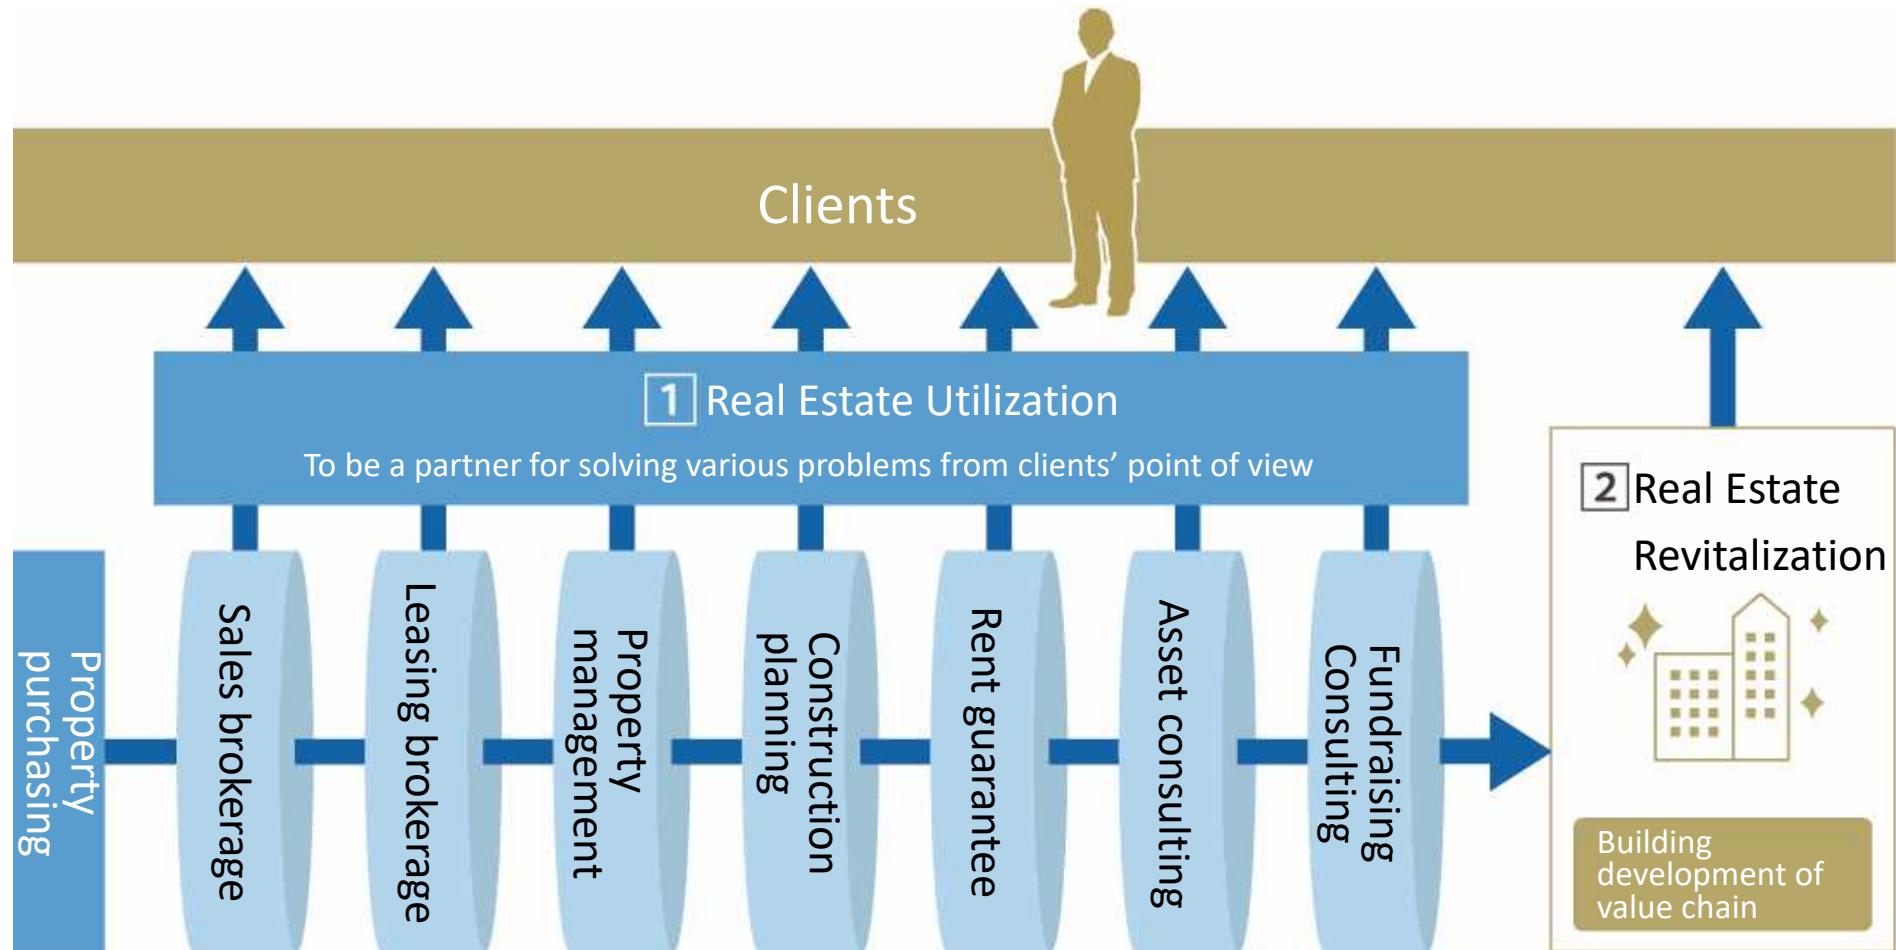 Clients
1 Real Estate Utilization
To be a partner for solving various problems from clients’ point of view
Property
purchasing
Sales brokerage
Leasing brokerage
Property
management
Construction
planning
Rent guarantee
Asset consulting
Fundraising
Consulting
2 Real Estate
Revitalization
Building
development of
value chain